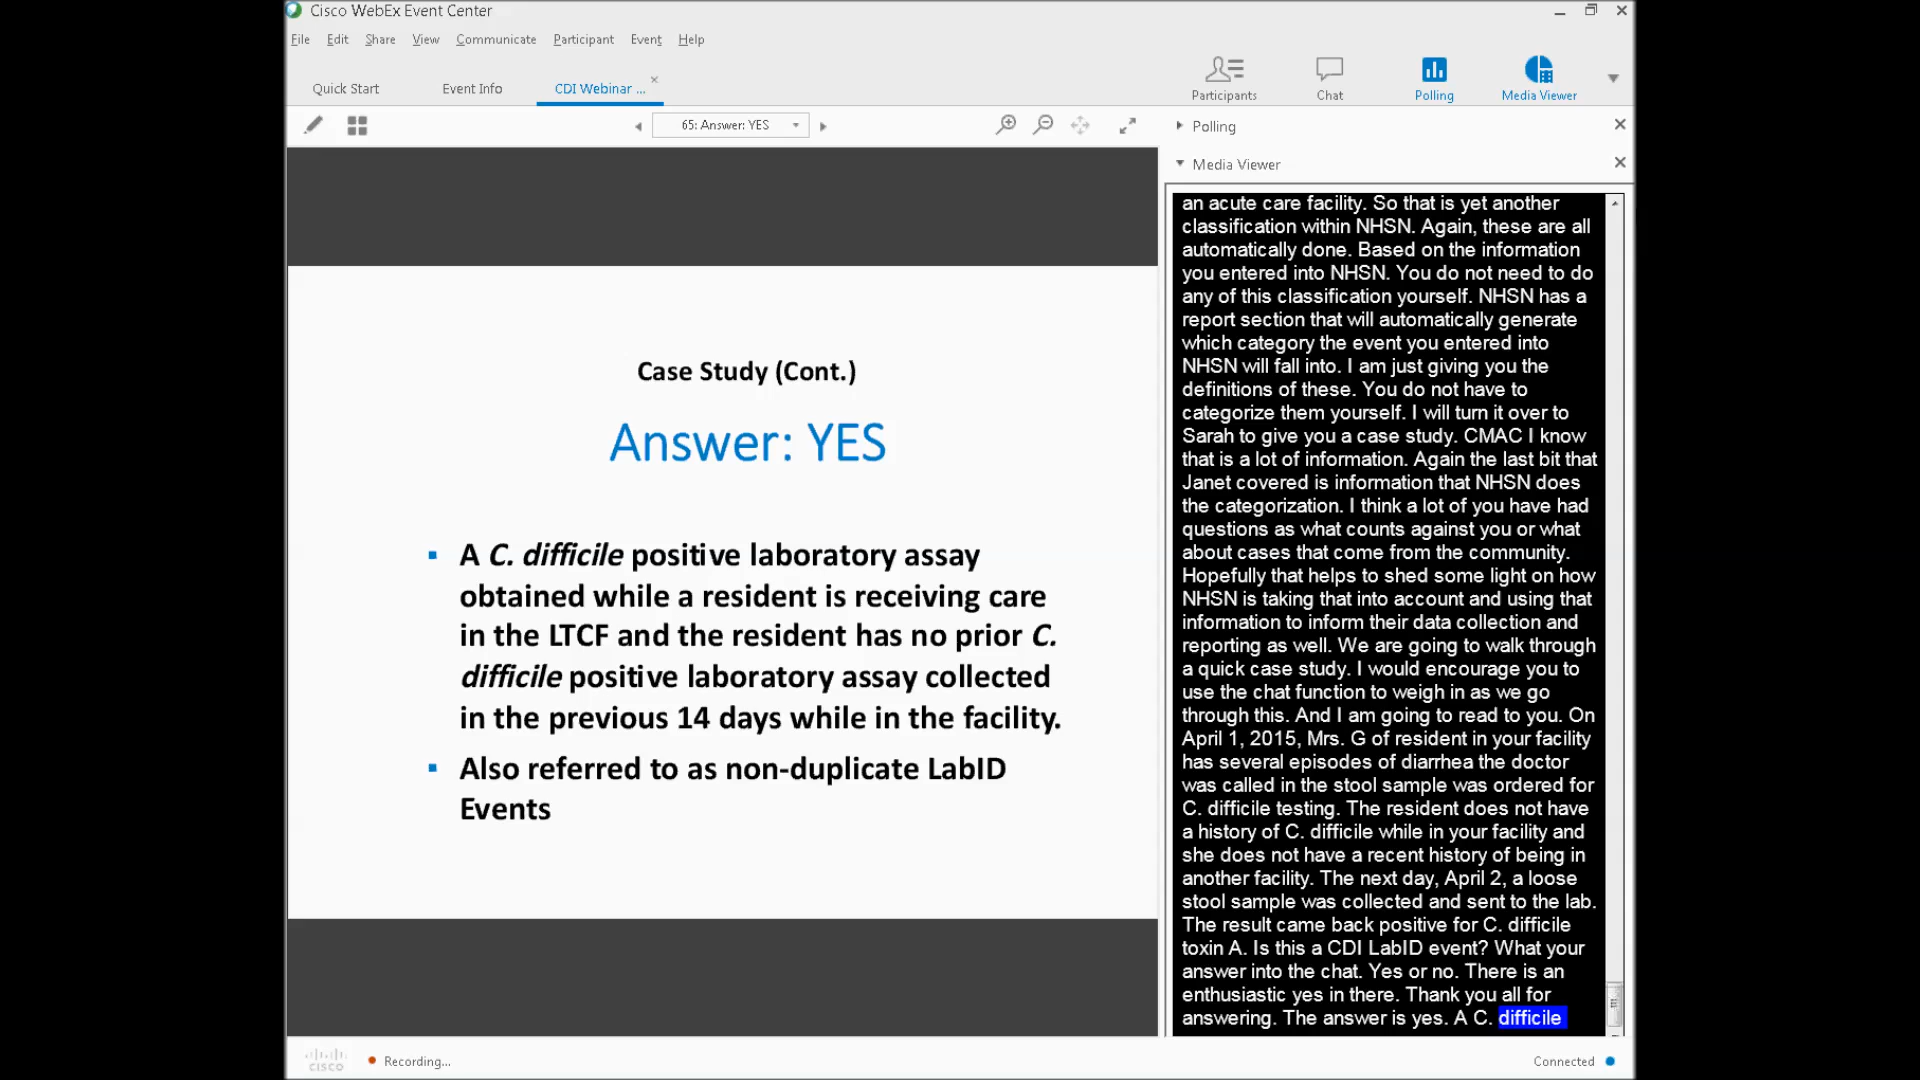 Cisco WebEx Event Center
File Edit Share View Communicate Participant Event Help
Quick Start Event Info CDI Webinar ...
Participants Chat Polling Media Viewer
65: Answer: YES
Case Study (Cont.)
Answer: YES
▪ A C. difficile positive laboratory assay
obtained while a resident is receiving care
in the LTCF and the resident has no prior C.
difficile positive laboratory assay collected
in the previous 14 days while in the facility.
▪ Also referred to as non-duplicate LabID
Events
Polling
Media Viewer
an acute care facility. So that is yet another
classification within NHSN. Again, these are all
automatically done. Based on the information
you entered into NHSN. You do not need to do
any of this classification yourself. NHSN has a
report section that will automatically generate
which category the event you entered into
NHSN will fall into. I am just giving you the
definitions of these. You do not have to
categorize them yourself. I will turn it over to
Sarah to give you a case study. CMAC I know
that is a lot of information. Again the last bit that
Janet covered is information that NHSN does
the categorization. I think a lot of you have had
questions as what counts against you or what
about cases that come from the community.
Hopefully that helps to shed some light on how
NHSN is taking that into account and using that
information to inform their data collection and
reporting as well. We are going to walk through
a quick case study. I would encourage you to
use the chat function to weigh in as we go
through this. And I am going to read to you. On
April 1, 2015, Mrs. G of resident in your facility
has several episodes of diarrhea the doctor
was called in the stool sample was ordered for
C. difficile testing. The resident does not have
a history of C. difficile while in your facility and
she does not have a recent history of being in
another facility. The next day, April 2, a loose
stool sample was collected and sent to the lab.
The result came back positive for C. difficile
toxin A. Is this a CDI LabID event? What your
answer into the chat. Yes or no. There is an
enthusiastic yes in there. Thank you all for
answering. The answer is yes. A C. difficile
cisco Recording...
Connected